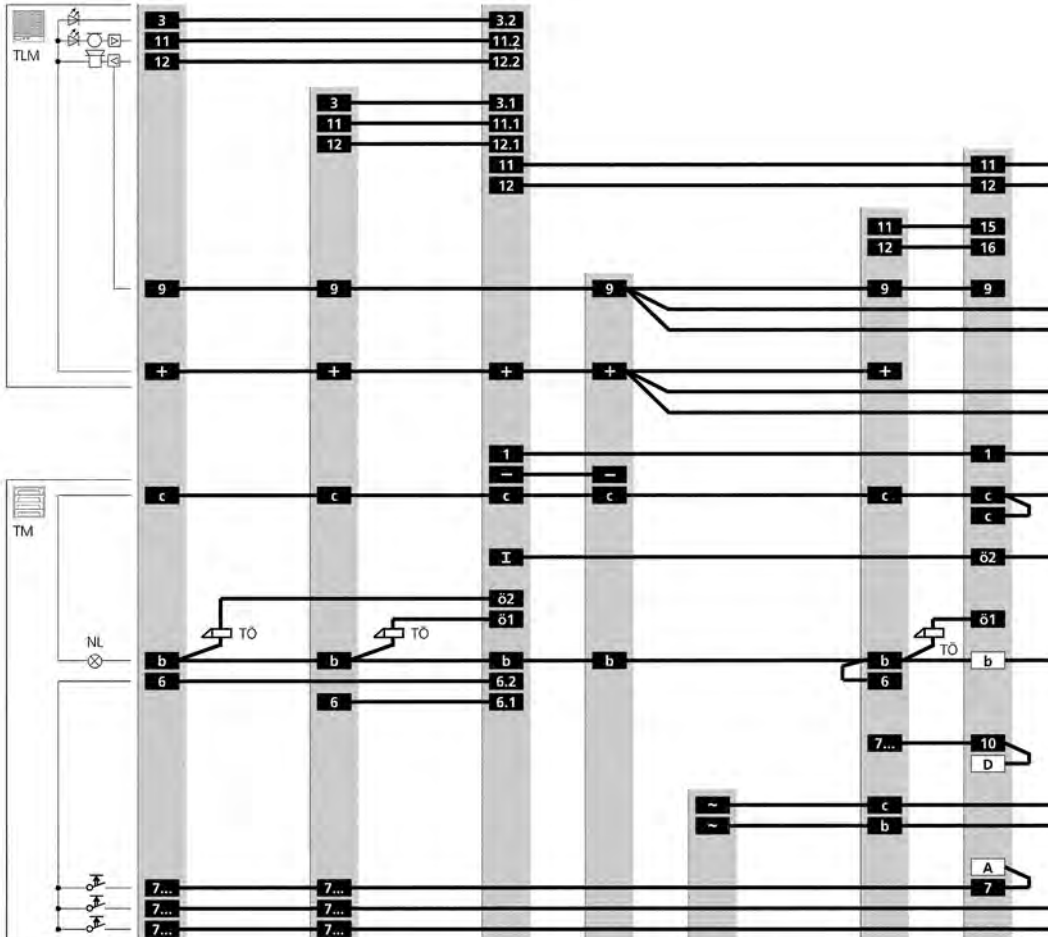 3 3.2
TLM 11 11.2
12 12.2
3 3.1
11 11.1
12 12.1
11 11
12 12
11 15
12 16
9 9 9 9 9
+ + + + +
1 1
– –
c c c c c c
TM c
I ö2
ö2
TÖ TÖ ö1 TÖ ö1
NL b b b b b b
6 6.2 6
6 6.1
7... 10
D
~ c
~ b
A
7... 7... 7
7... 7...
7... 7...